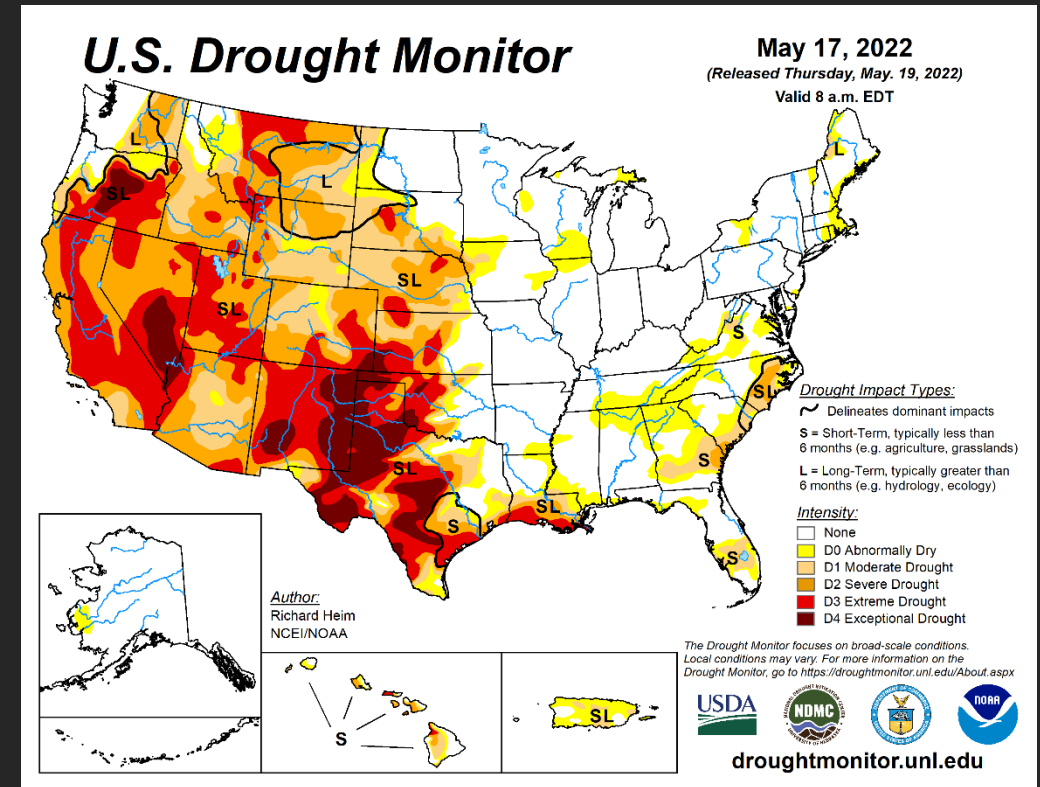 U.S. Drought Monitor
May 17, 2022
(Released Thursday, May. 19, 2022)
Valid 8 a.m. EDT
L
L
L
SL
SL
SL
S
SL
S
SL
S
SL
S
Drought Impact Types:
Delineates dominant impacts
S = Short-Term, typically less than
6 months (e.g. agriculture, grasslands)
L = Long-Term, typically greater than
6 months (e.g. hydrology, ecology)
Intensity:
None
D0 Abnormally Dry
D1 Moderate Drought
D2 Severe Drought
D3 Extreme Drought
D4 Exceptional Drought
Author:
Richard Heim
NCEI/NOAA
S
SL
The Drought Monitor focuses on broad-scale conditions.
Local conditions may vary. For more information on the
Drought Monitor, go to https://droughtmonitor.unl.edu/About.aspx
USDA
NDMC
NOAA
droughtmonitor.unl.edu